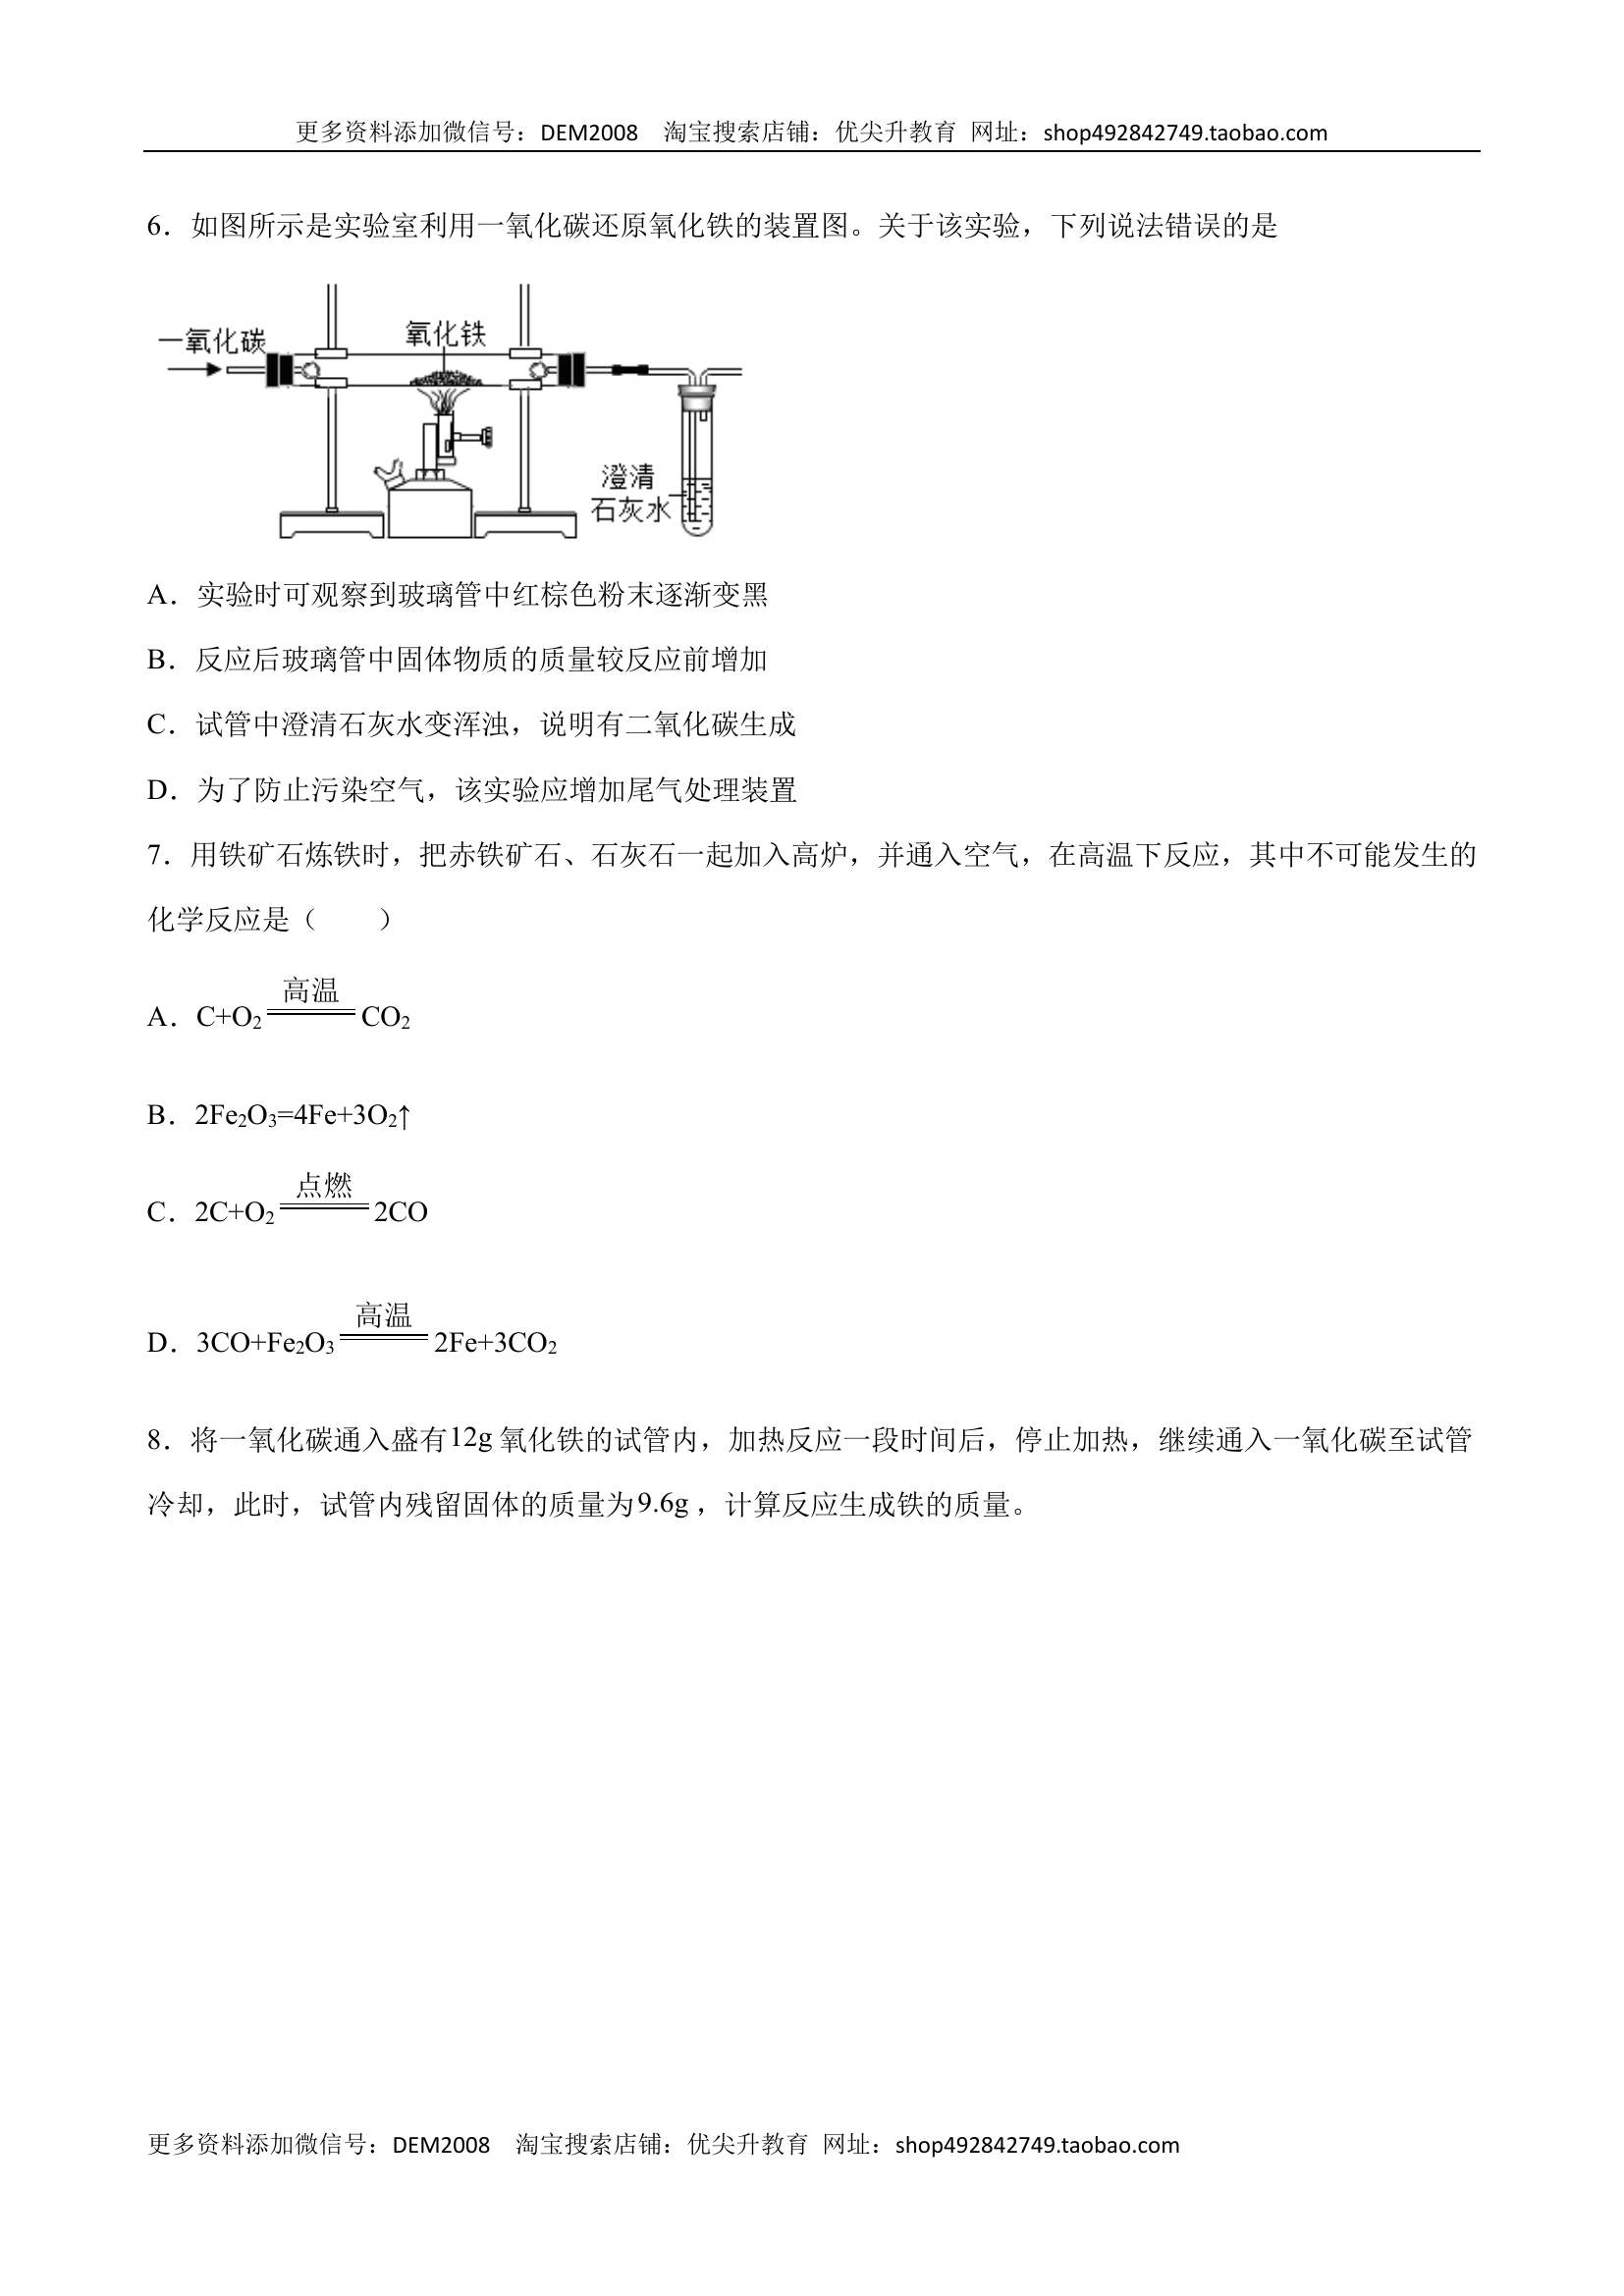 更多资料添加微信号：DEM2008 淘宝搜索店铺：优尖升教育 网址：shop492842749.taobao.com
6．如图所示是实验室利用一氧化碳还原氧化铁的装置图。关于该实验，下列说法错误的是
一氧化碳
氧化铁
澄清
石灰水
A．实验时可观察到玻璃管中红棕色粉末逐渐变黑
B．反应后玻璃管中固体物质的质量较反应前增加
C．试管中澄清石灰水变浑浊，说明有二氧化碳生成
D．为了防止污染空气，该实验应增加尾气处理装置
7．用铁矿石炼铁时，把赤铁矿石、石灰石一起加入高炉，并通入空气，在高温下反应，其中不可能发生的
化学反应是（　　）
高温
A．C+O₂══CO₂
B．2Fe₂O₃=4Fe+3O₂↑
点燃
C．2C+O₂══2CO
高温
D．3CO+Fe₂O₃══2Fe+3CO₂
8．将一氧化碳通入盛有12g氧化铁的试管内，加热反应一段时间后，停止加热，继续通入一氧化碳至试管
冷却，此时，试管内残留固体的质量为9.6g，计算反应生成铁的质量。
更多资料添加微信号：DEM2008 淘宝搜索店铺：优尖升教育 网址：shop492842749.taobao.com